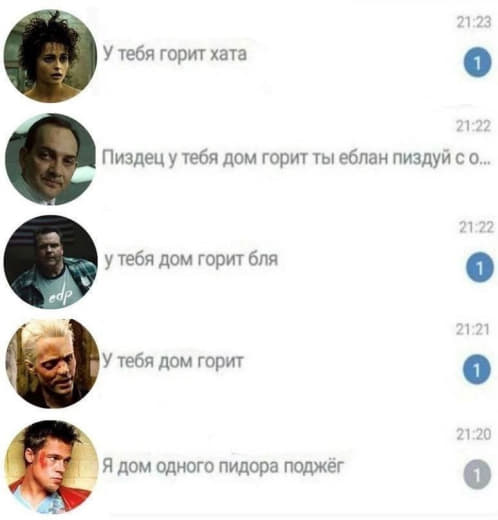 21:23
У тебя горит хата
1
21:22
Пиздец у тебя дом горит ты еблан пиздуй с о...
21:22
у тебя дом горит бля
1
edp
21:21
У тебя дом горит
1
21:20
Я дом одного пидора поджёг
1